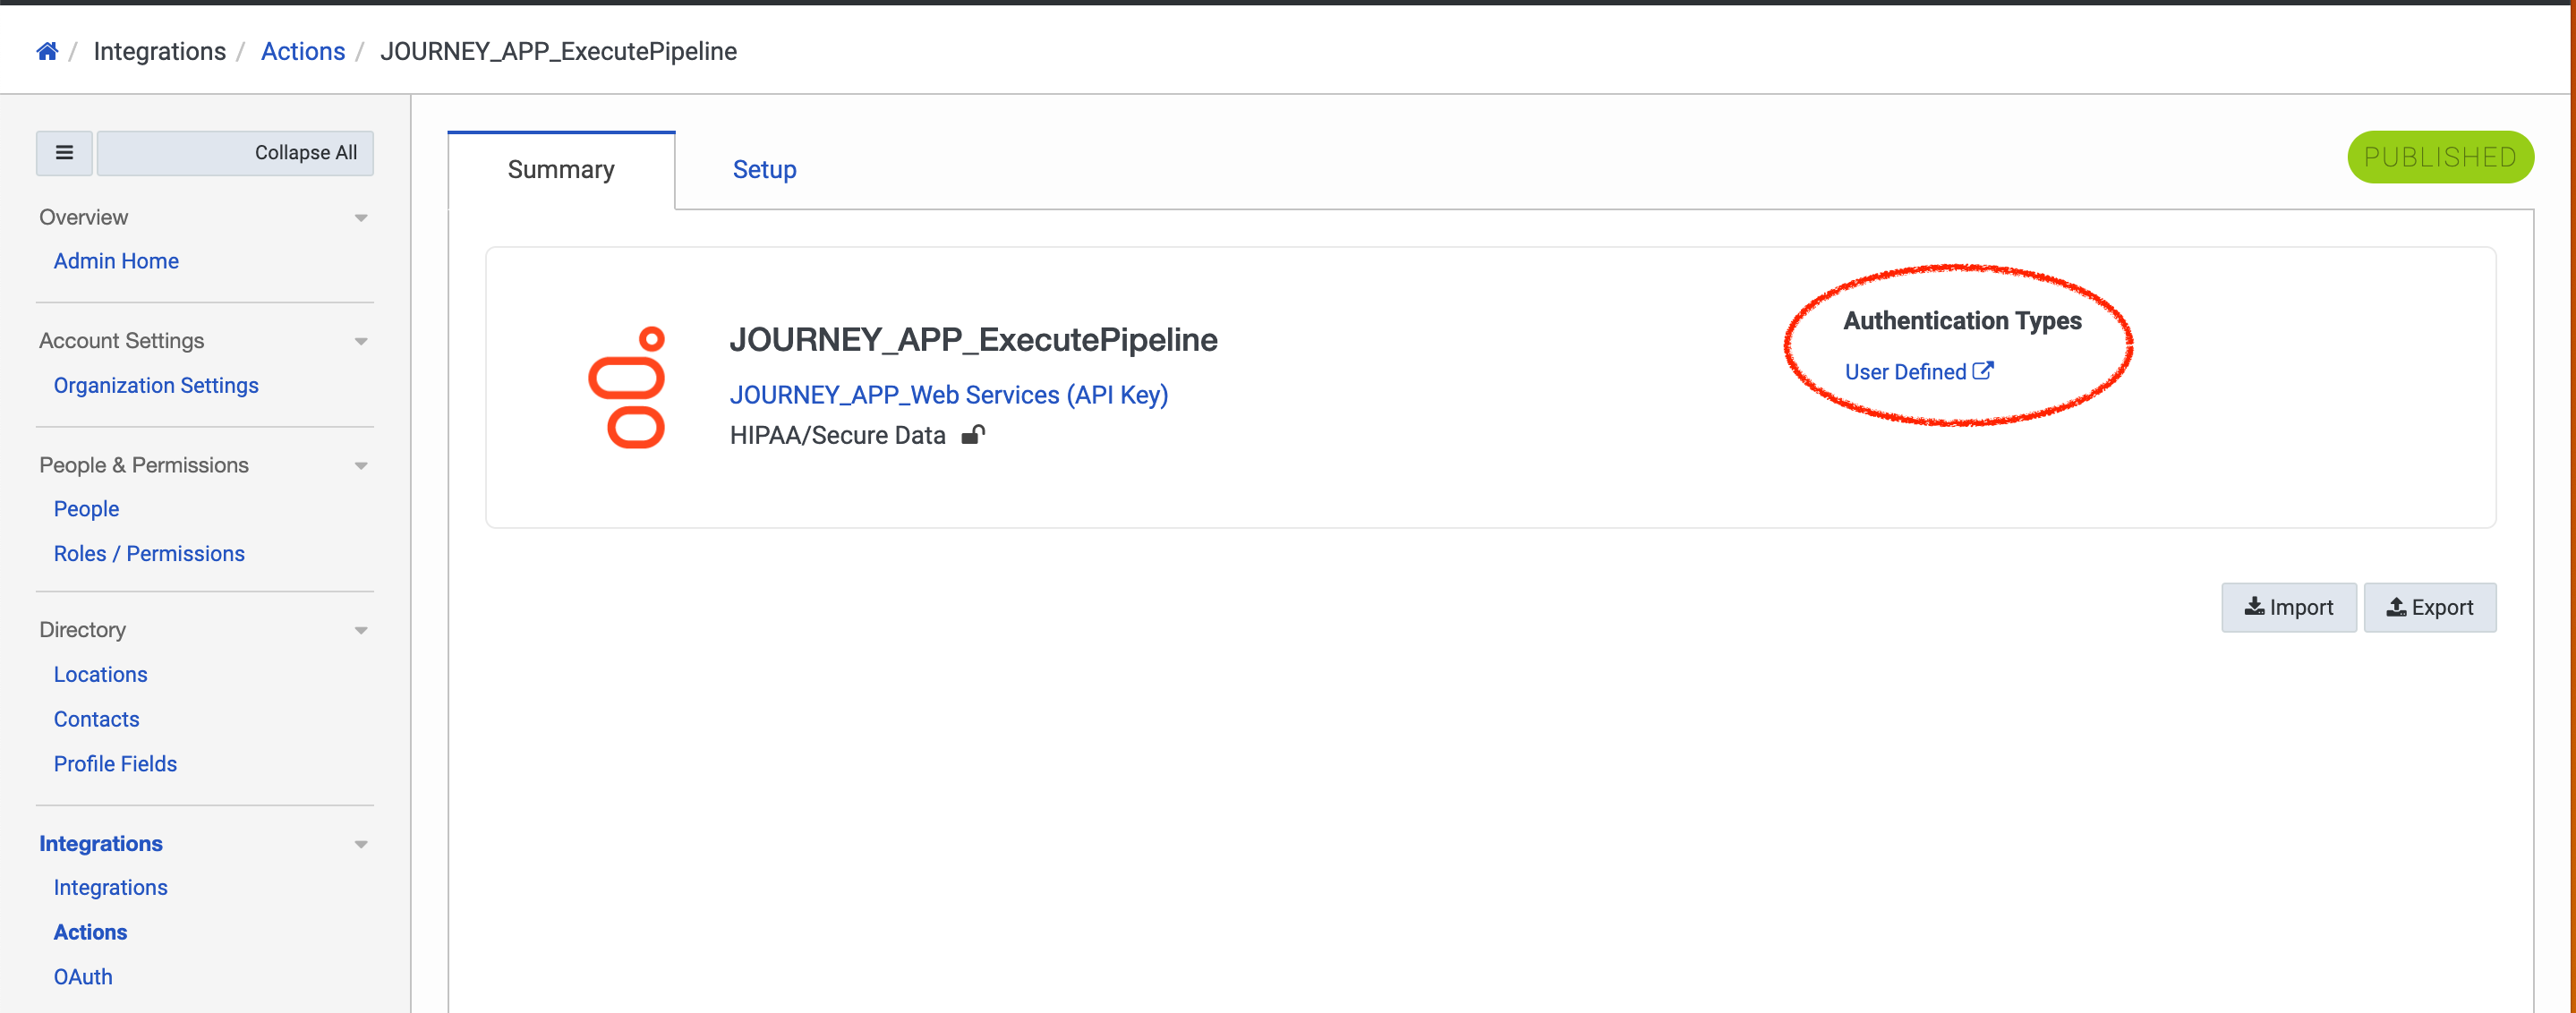 / Integrations / Actions / JOURNEY_APP_ExecutePipeline
Collapse All
Overview
Admin Home
Account Settings
Organization Settings
People & Permissions
People
Roles / Permissions
Directory
Locations
Contacts
Profile Fields
Integrations
Integrations
Actions
OAuth
Summary
Setup
PUBLISHED
JOURNEY_APP_ExecutePipeline
JOURNEY_APP_Web Services (API Key)
HIPAA/Secure Data
Authentication Types
User Defined
Import
Export